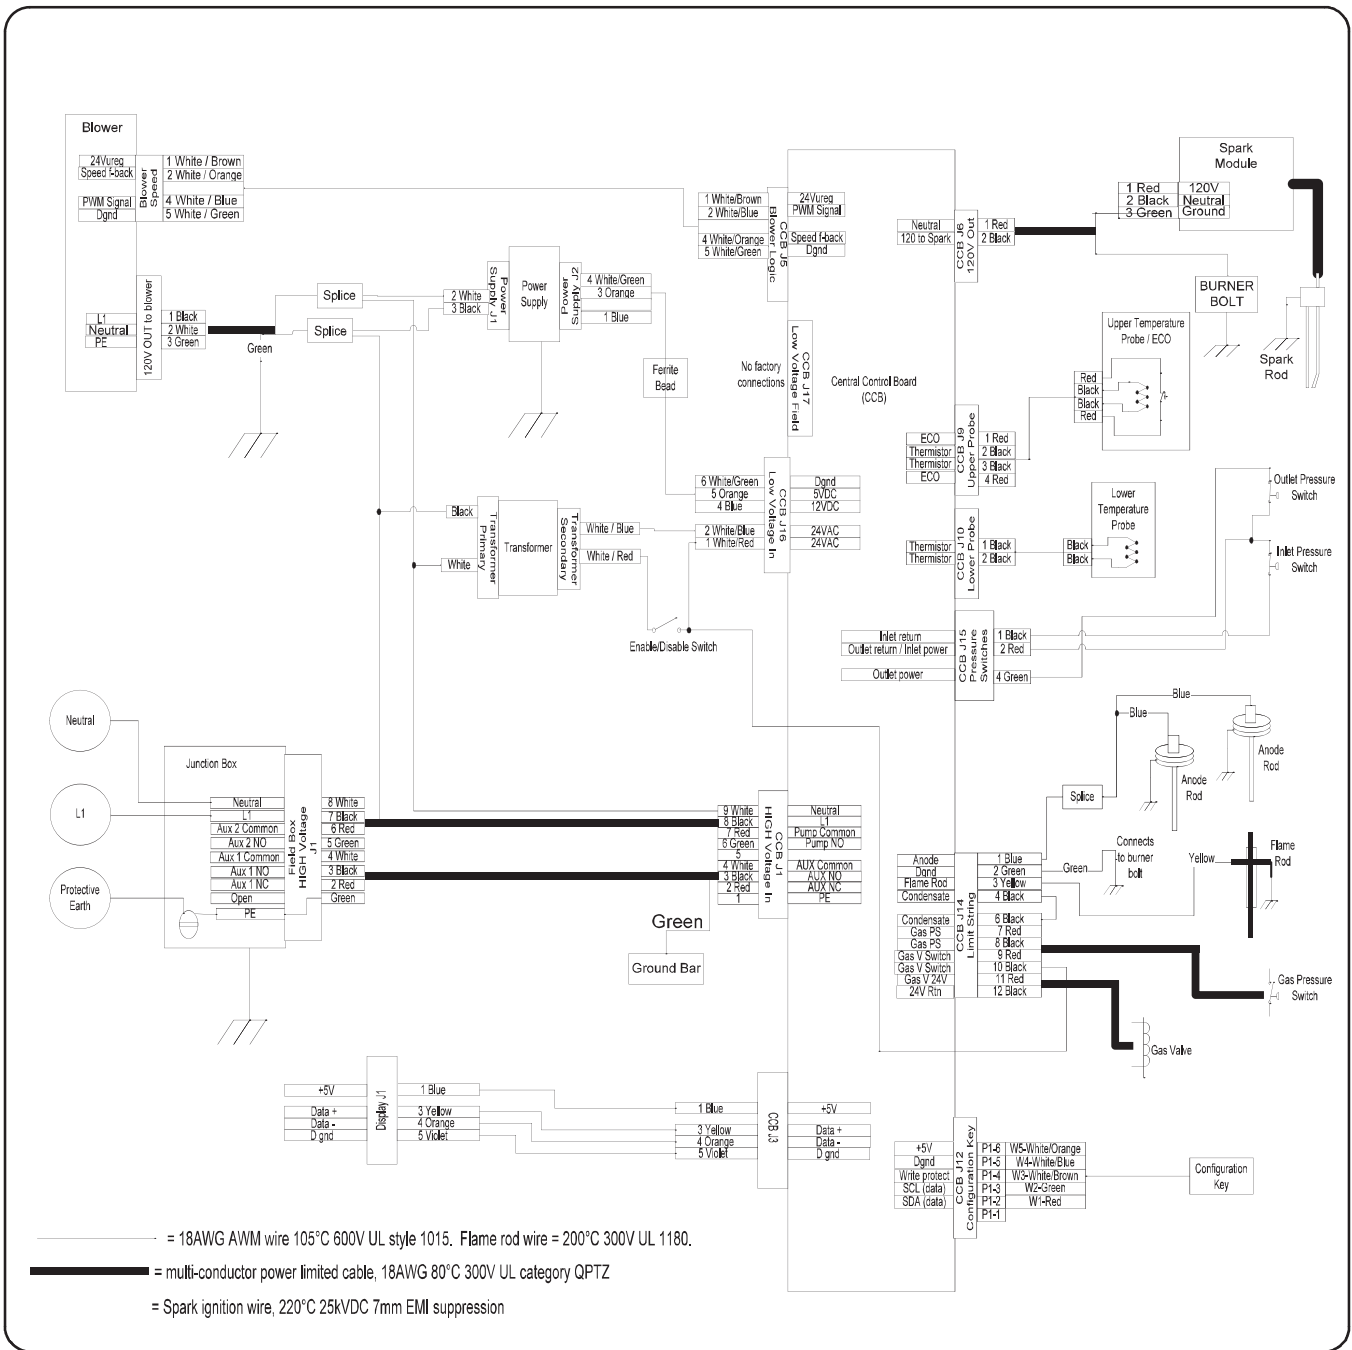 Blower
24Vureg
Speed f-back
PWM Signal
Dgnd
Blower
Speed
1 White / Brown
2 White / Orange
4 White / Blue
5 White / Green
L1
Neutral
PE
120V OUT to blower
1 Black
2 White
3 Green
Green
Splice
Splice
2 White
3 Black
Power
Supply J1
Power
Supply
Power
Supply J2
4 White/Green
3 Orange
1 Blue
Ferrite
Bead
1 White/Brown
2 White/Blue
4 White/Orange
5 White/Green
CCB J5
Blower Logic
24Vureg
PWM Signal
Speed f-back
Dgnd
No factory
connections
CCB J17
Low Voltage Field
Central Control Board
(CCB)
6 White/Green
5 Orange
4 Blue
2 White/Blue
1 White/Red
CCB J16
Low Voltage In
Dgnd
5VDC
12VDC
24VAC
24VAC
Black
White
Transformer
Primary
Transformer
Transformer
Secondary
White / Blue
White / Red
Enable/Disable Switch
Neutral
120 to Spark
CCB J6
120V Out
1 Red
2 Black
Spark
Module
1 Red
2 Black
3 Green
120V
Neutral
Ground
BURNER
BOLT
Spark
Rod
Upper Temperature
Probe / ECO
Red
Black
Black
Red
ECO
Thermistor
Thermistor
ECO
CCB J9
Upper Probe
1 Red
2 Black
3 Black
4 Red
Lower
Temperature
Probe
Black
Black
Thermistor
Thermistor
CCB J10
Lower Probe
1 Black
2 Black
Outlet Pressure
Switch
Inlet Pressure
Switch
Inlet return
Outlet return / Inlet power
Outlet power
CCB J15
Pressure
Switches
1 Black
2 Red
4 Green
Blue
Blue
Anode
Rod
Anode
Rod
Splice
Neutral
L1
Protective
Earth
Junction Box
Neutral
L1
Aux 2 Common
Aux 2 NO
Aux 1 Common
Aux 1 NO
Aux 1 NC
Open
PE
Field Box
HIGH Voltage
J1
8 White
7 Black
6 Red
5 Green
4 White
3 Black
2 Red
Green
9 White
8 Black
7 Red
6 Green
5
4 White
3 Black
2 Red
1
CCB J1
HIGH Voltage In
Neutral
L1
Pump Common
Pump NO
AUX Common
AUX NO
AUX NC
PE
Green
Ground Bar
Anode
Dgnd
Flame Rod
Condensate
Condensate
Gas PS
Gas PS
Gas V Switch
Gas V Switch
Gas V 24V
24V Rtn
CCB J14
Limit String
1 Blue
2 Green
3 Yellow
4 Black
6 Black
7 Red
8 Black
9 Red
10 Black
11 Red
12 Black
Green
Connects
to burner
bolt
Yellow
Flame
Rod
Gas Pressure
Switch
Gas Valve
+5V
Data +
Data -
D gnd
Display J1
1 Blue
3 Yellow
4 Orange
5 Violet
1 Blue
3 Yellow
4 Orange
5 Violet
CCB J3
+5V
Data +
Data -
D gnd
+5V
Dgnd
Write protect
SCL (data)
SDA (data)
CCB J12
Configuration Key
P1-6
P1-5
P1-4
P1-3
P1-2
P1-1
W5-White/Orange
W4-White/Blue
W3-White/Brown
W2-Green
W1-Red
Configuration
Key
= 18AWG AWM wire 105°C 600V UL style 1015. Flame rod wire = 200°C 300V UL 1180.
= multi-conductor power limited cable, 18AWG 80°C 300V UL category QPTZ
= Spark ignition wire, 220°C 25kVDC 7mm EMI suppression